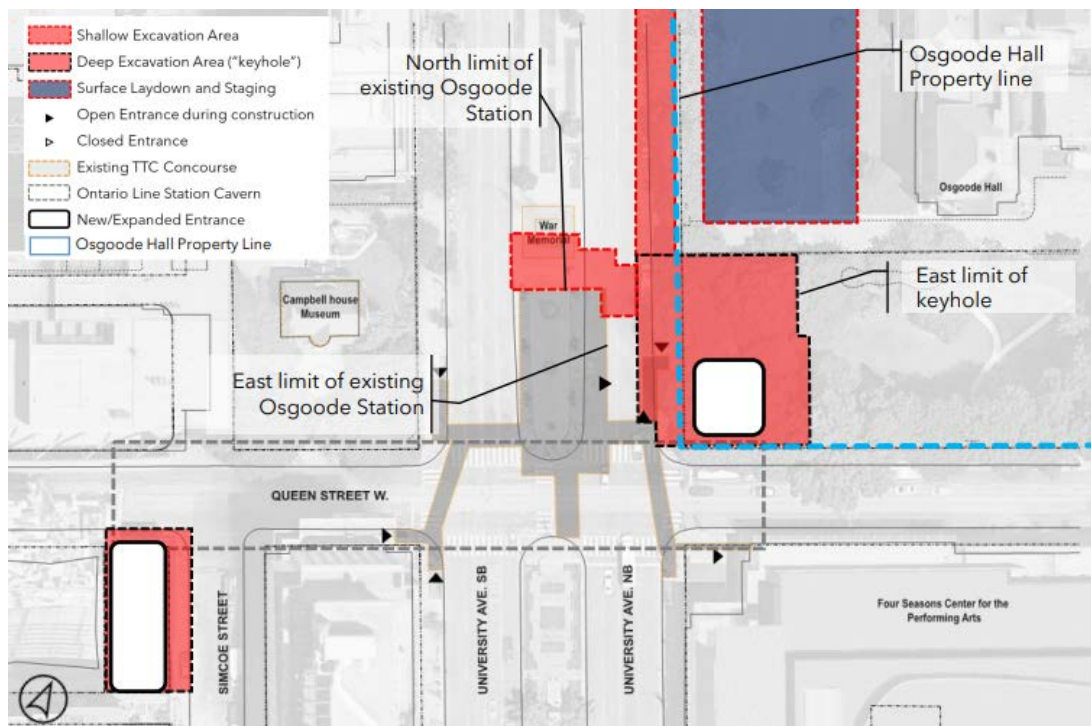 Shallow Excavation Area
Deep Excavation Area ("keyhole")
Surface Laydown and Staging
Open Entrance during construction
Closed Entrance
Existing TTC Concourse
Ontario Line Station Cavern
New/Expanded Entrance
Osgoode Hall Property Line
North limit of
existing Osgoode
Station
Osgoode Hall
Property line
Osgoode Hall
War
Memorial
Campbell house
Museum
East limit of
keyhole
East limit of existing
Osgoode Station
QUEEN STREET W.
SIMCOE STREET
UNIVERSITY AVE. SB
UNIVERSITY AVE. NB
Four Seasons Center for the
Performing Arts